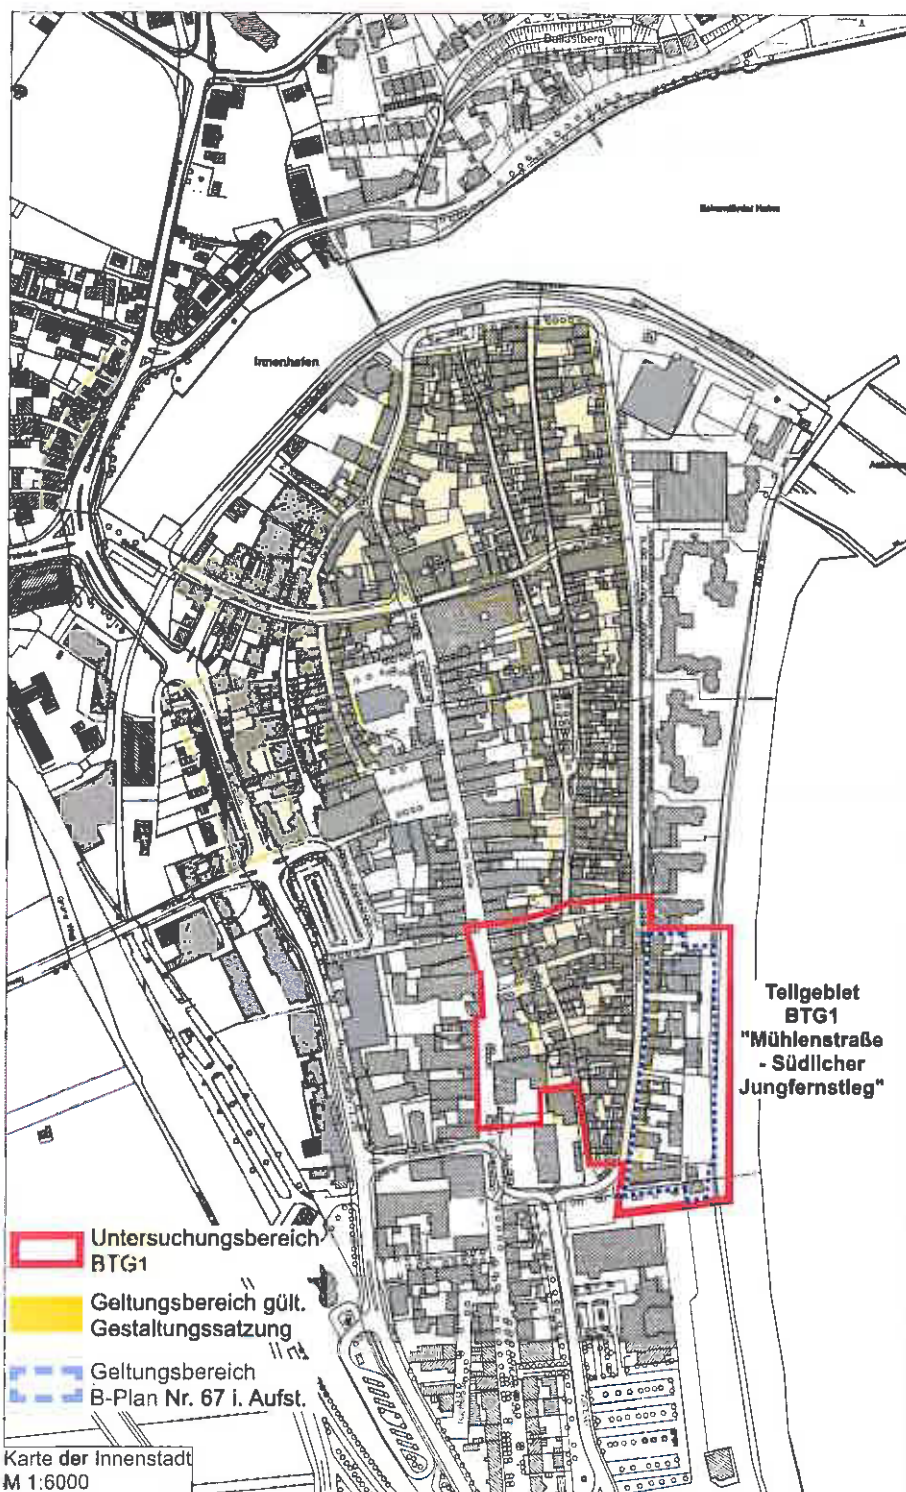 Ballastberg
Innenhafen
Teilgebiet
BTG1
"Mühlenstraße
- Südlicher
Jungfernstieg"
Untersuchungsbereich
BTG1
Geltungsbereich gült.
Gestaltungssatzung
Geltungsbereich
B-Plan Nr. 67 i. Aufst.
Karte der Innenstadt
M 1:6000